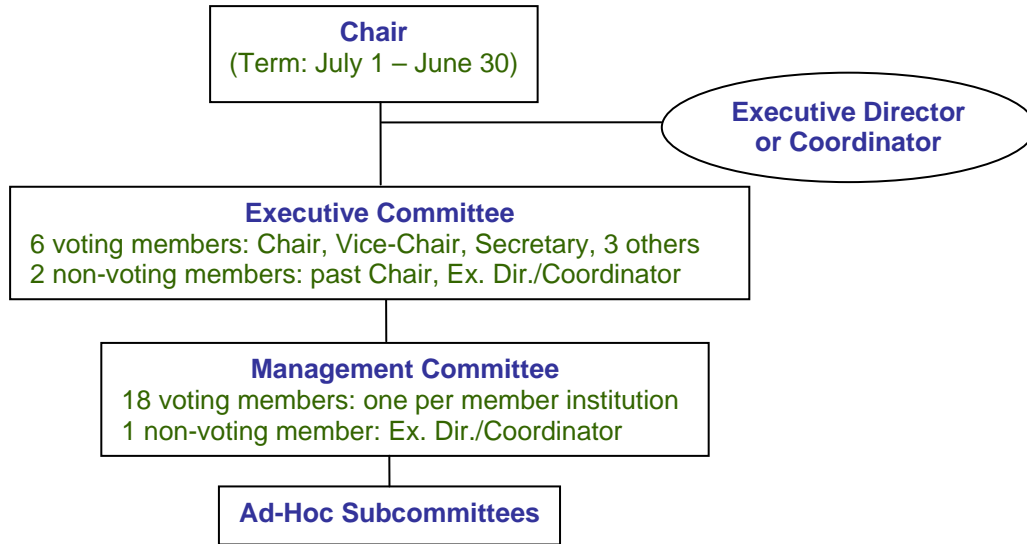 Chair
(Term: July 1 – June 30)
Executive Director
or Coordinator
Executive Committee
6 voting members: Chair, Vice-Chair, Secretary, 3 others
2 non-voting members: past Chair, Ex. Dir./Coordinator
Management Committee
18 voting members: one per member institution
1 non-voting member: Ex. Dir./Coordinator
Ad-Hoc Subcommittees